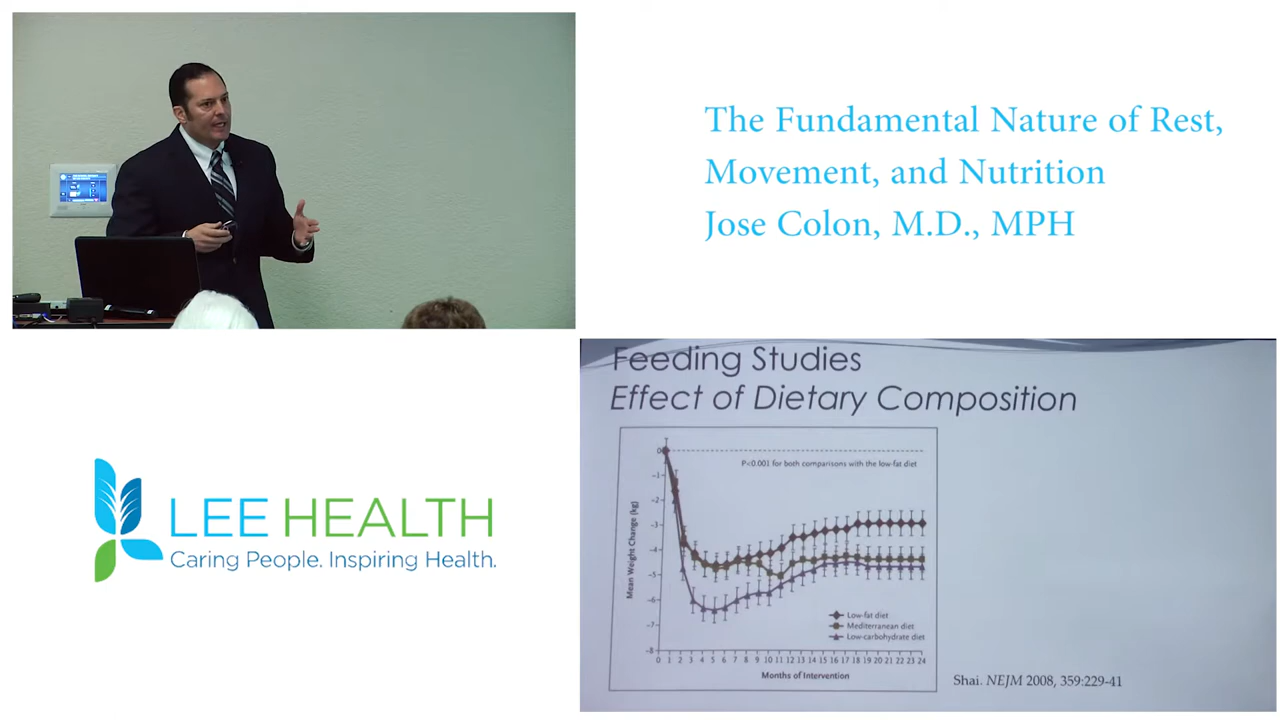 The Fundamental Nature of Rest,
Movement, and Nutrition
Jose Colon, M.D., MPH
LEE HEALTH
Caring People. Inspiring Health.
Feeding Studies
Effect of Dietary Composition
P<0.001 for both comparisons with the low-fat diet
Mean Weight Change (kg)
0
−1
−2
−3
−4
−5
−6
−7
−8
Low-fat diet
Mediterranean diet
Low-carbohydrate diet
0 1 2 3 4 5 6 7 8 9 10 11 12 13 14 15 16 17 18 19 20 21 22 23 24
Months of Intervention
Shai. NEJM 2008, 359:229-41